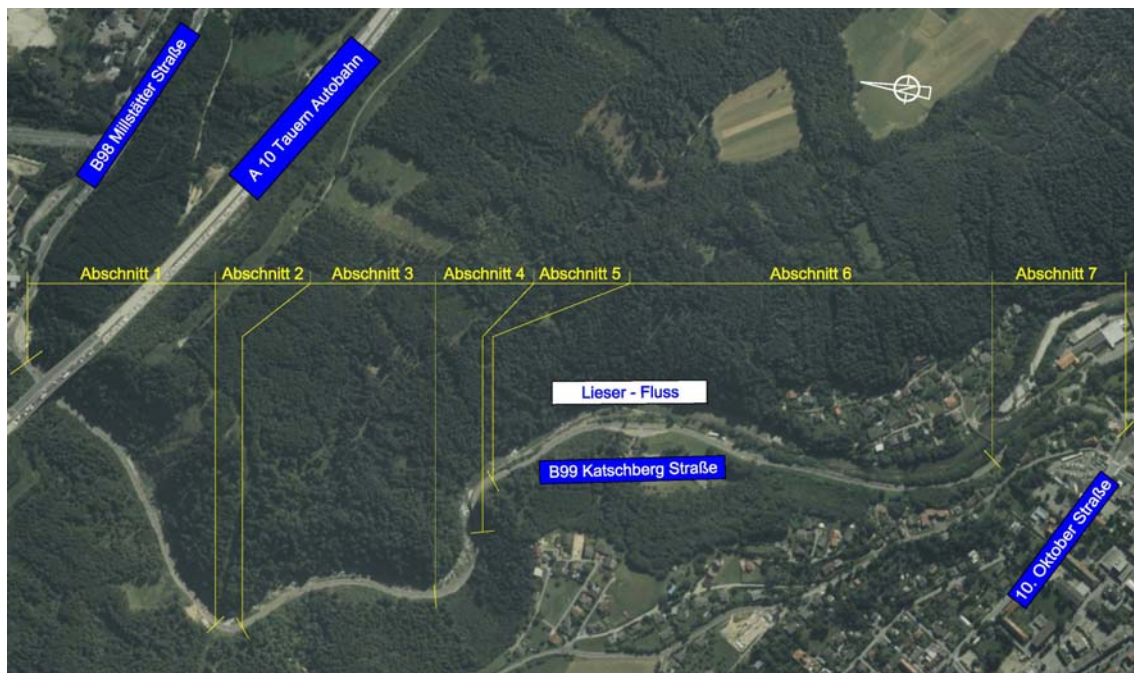 B98 Millstätter Straße
A 10 Tauern Autobahn
N
Abschnitt 1
Abschnitt 2
Abschnitt 3
Abschnitt 4
Abschnitt 5
Abschnitt 6
Abschnitt 7
Lieser - Fluss
B99 Katschberg Straße
10. Oktober Straße